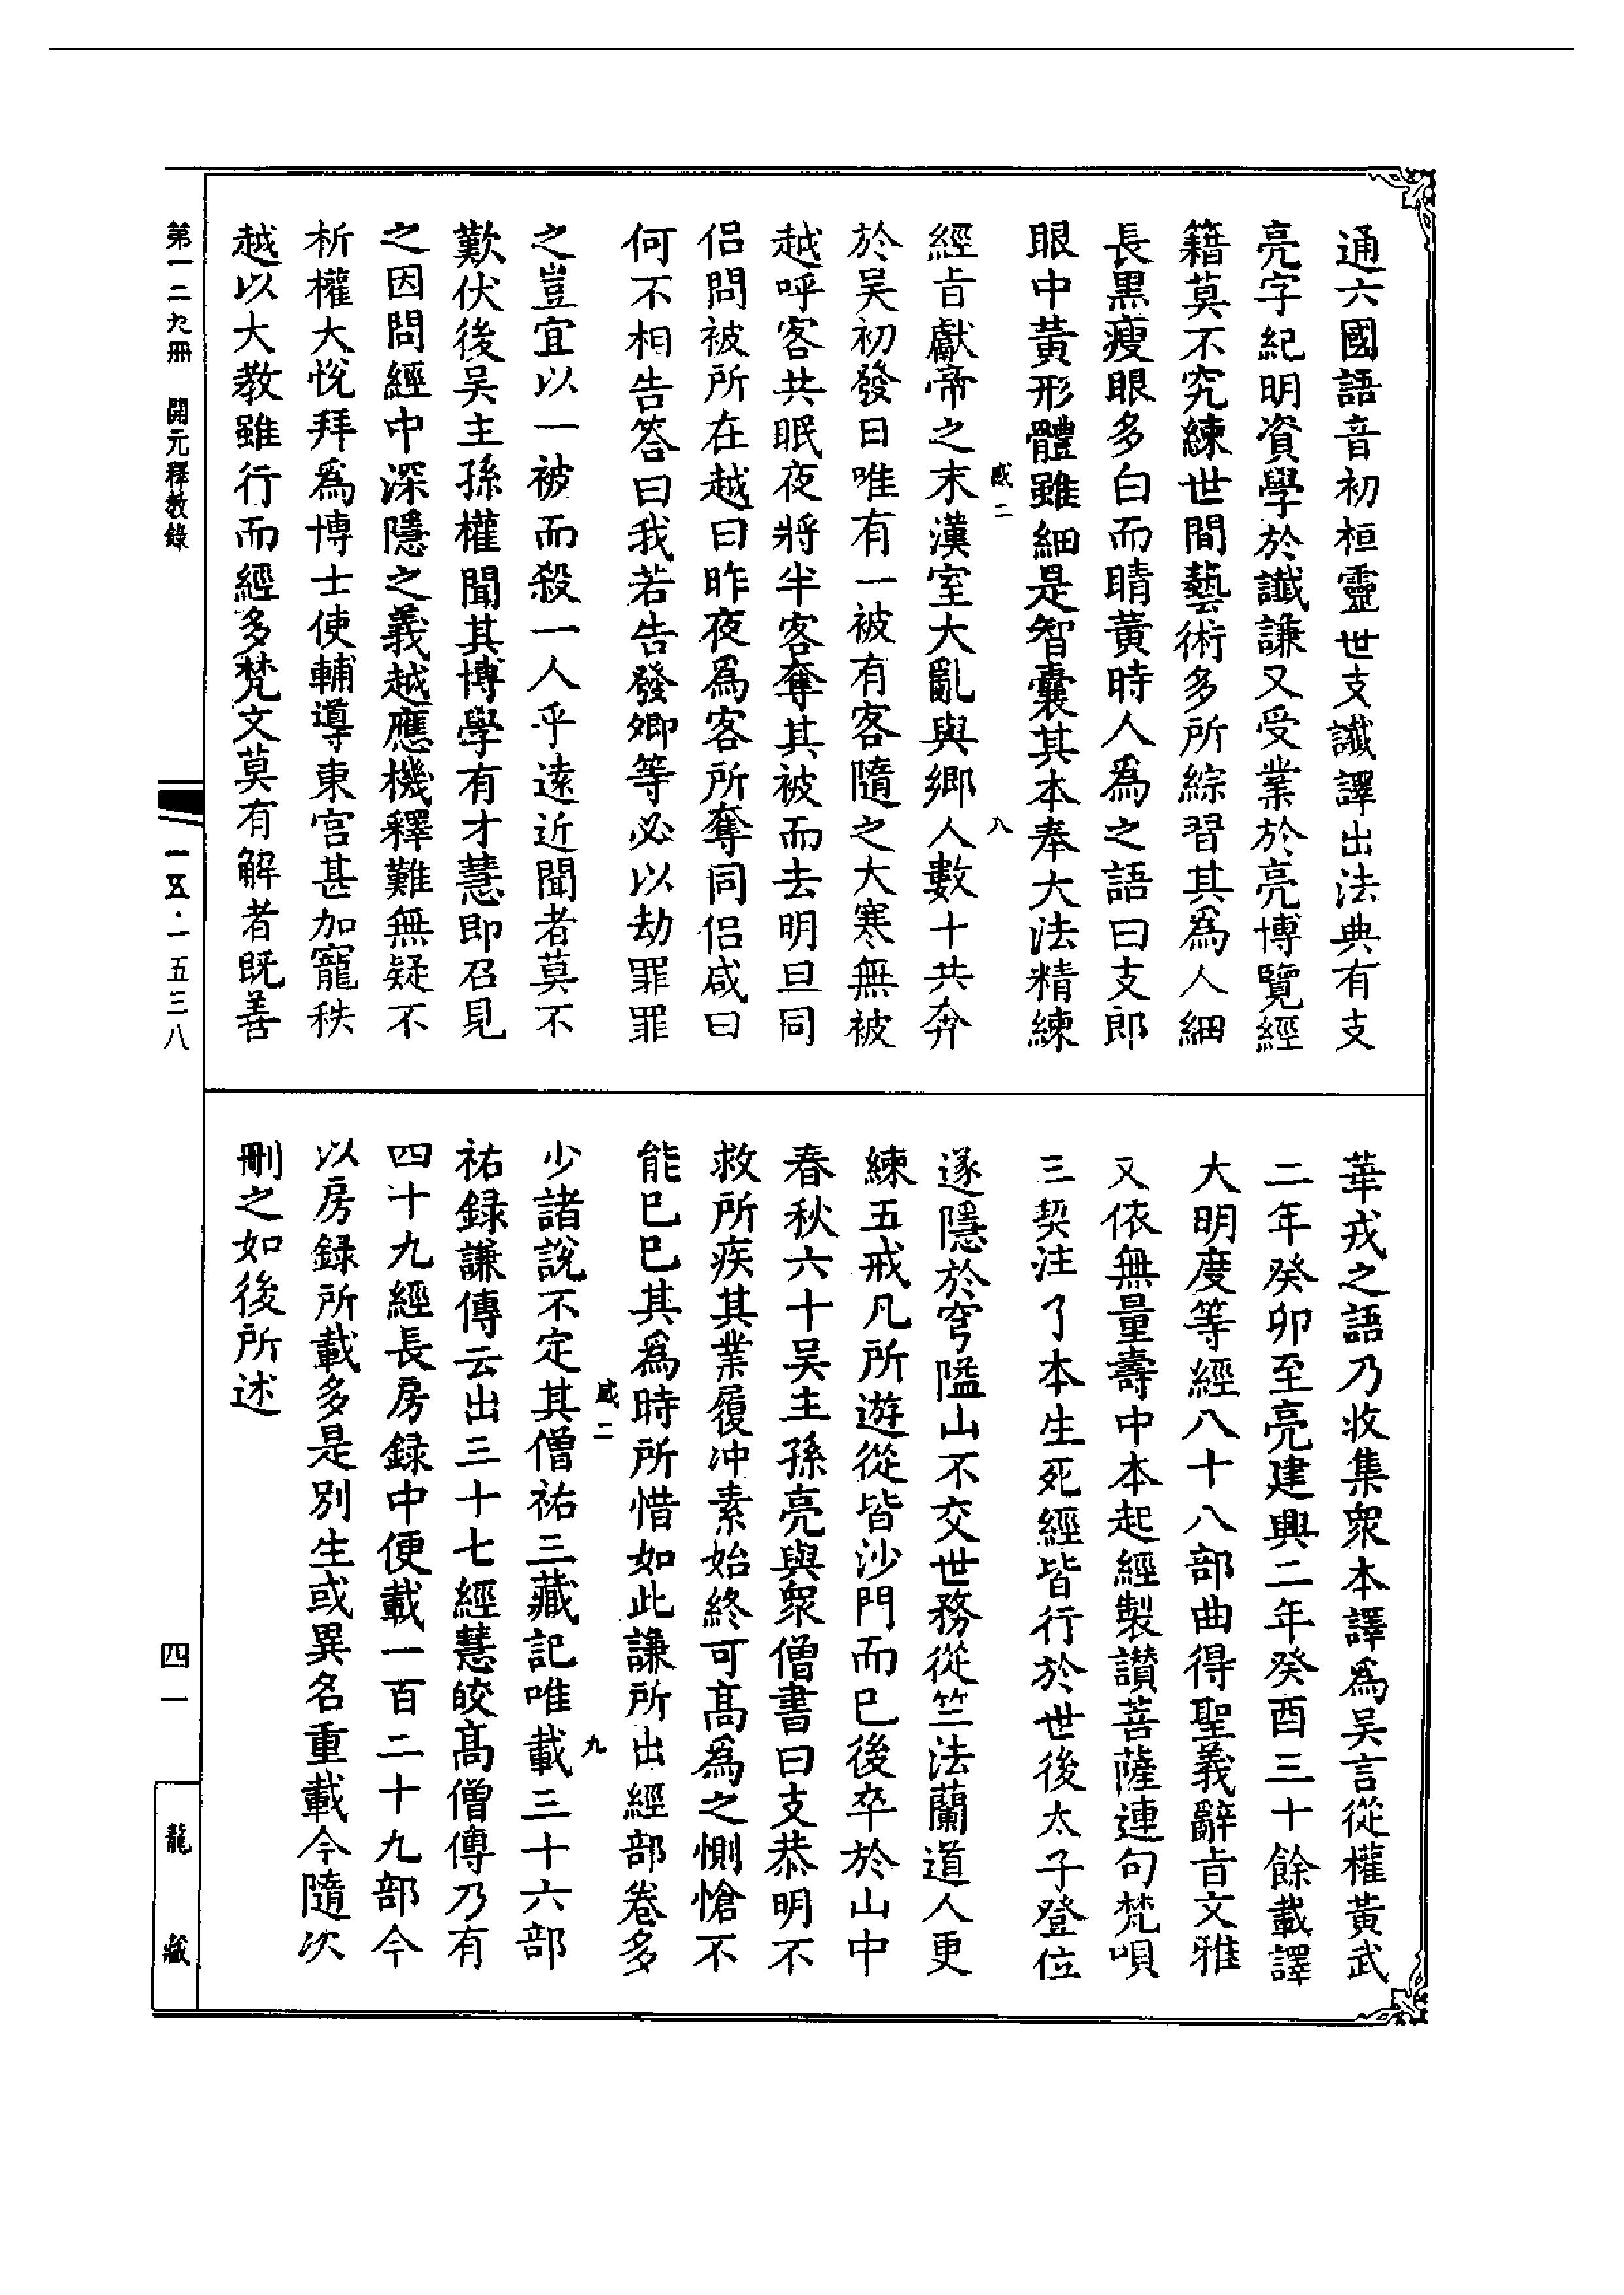 通六國語音初桓靈世支讖譯出法典有支
亮字紀明資學於讖謙又受業於亮博覽經
籍莫不究練世間藝術多所綜習其爲人細
長黑瘦眼多白而睛黃時人爲之語曰支郎
眼中黃形體雖細是智囊其本奉大法精練
感二
八
經旨獻帝之末漢室大亂與鄉人數十共奔
於吴初發日唯有一被有客隨之大寒無被
越呼客共眠夜將半客奪其被而去明旦同
侣問被所在越曰昨夜爲客所奪同侣咸曰
何不相告答曰我若告發卿等必以劫罪罪
之豈宜以一被而殺一人乎遠近聞者莫不
歎伏後吴主孫權聞其博學有才慧即召見
之因問經中深隱之義越應機釋難無疑不
析權大悅拜爲博士使輔導東宮甚加寵秩
越以大教雖行而經多梵文莫有解者既善
華戎之語乃收集衆本譯爲吴言從權黃武
二年癸卯至亮建興二年癸酉三十餘載譯
大明度等經八十八部曲得聖義辭旨文雅
又依無量壽中本起經製讃菩薩連句梵唄
三契注了本生死經皆行於世後太子登位
遂隱於穹隘山不交世務從竺法蘭道人更
練五戒凡所遊從皆沙門而已後卒於山中
春秋六十吴主孫亮與衆僧書曰支恭明不
救所疾其業履冲素始終可髙爲之惻愴不
能已已其爲時所惜如此謙所出經部卷多
感二
九
少諸說不定其僧祐三藏記唯載三十六部
祐録謙傳云出三十七經慧皎髙僧傳乃有
四十九經長房録中便載一百二十九部今
以房録所載多是別生或異名重載今隨次
刪之如後所述
第一二九冊　開元釋教錄
一五·一五三八
四一
龍藏